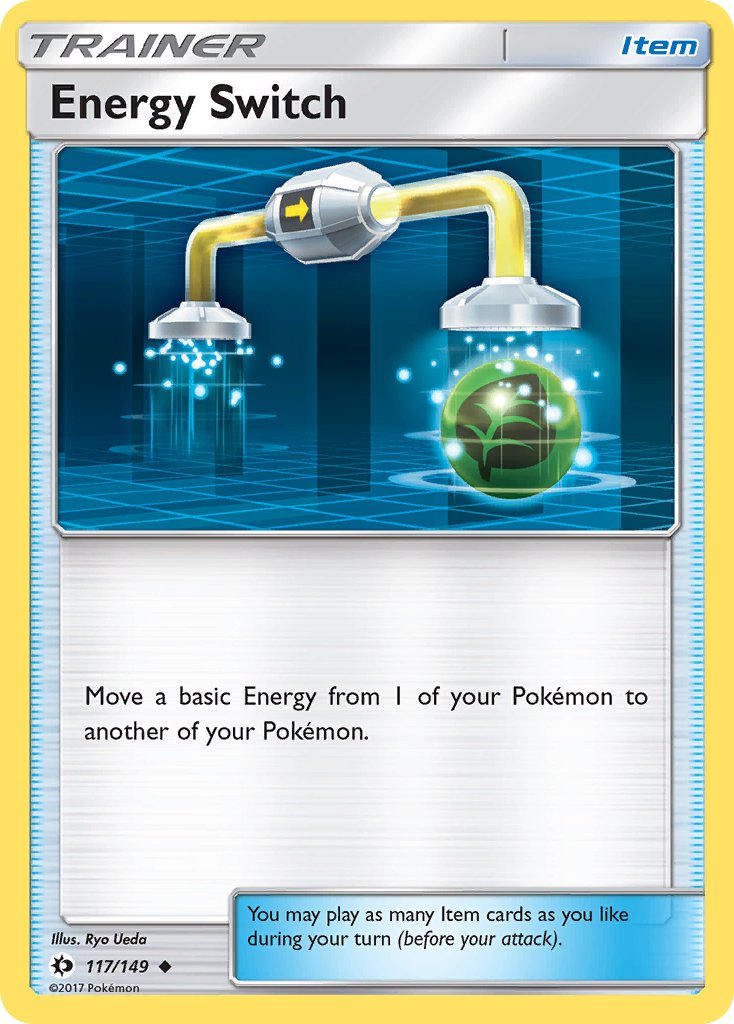 TRAINER
Item
Energy Switch
Move a basic Energy from 1 of your Pokémon to
another of your Pokémon.
You may play as many Item cards as you like
during your turn (before your attack).
Illus. Ryo Ueda
117/149
©2017 Pokémon